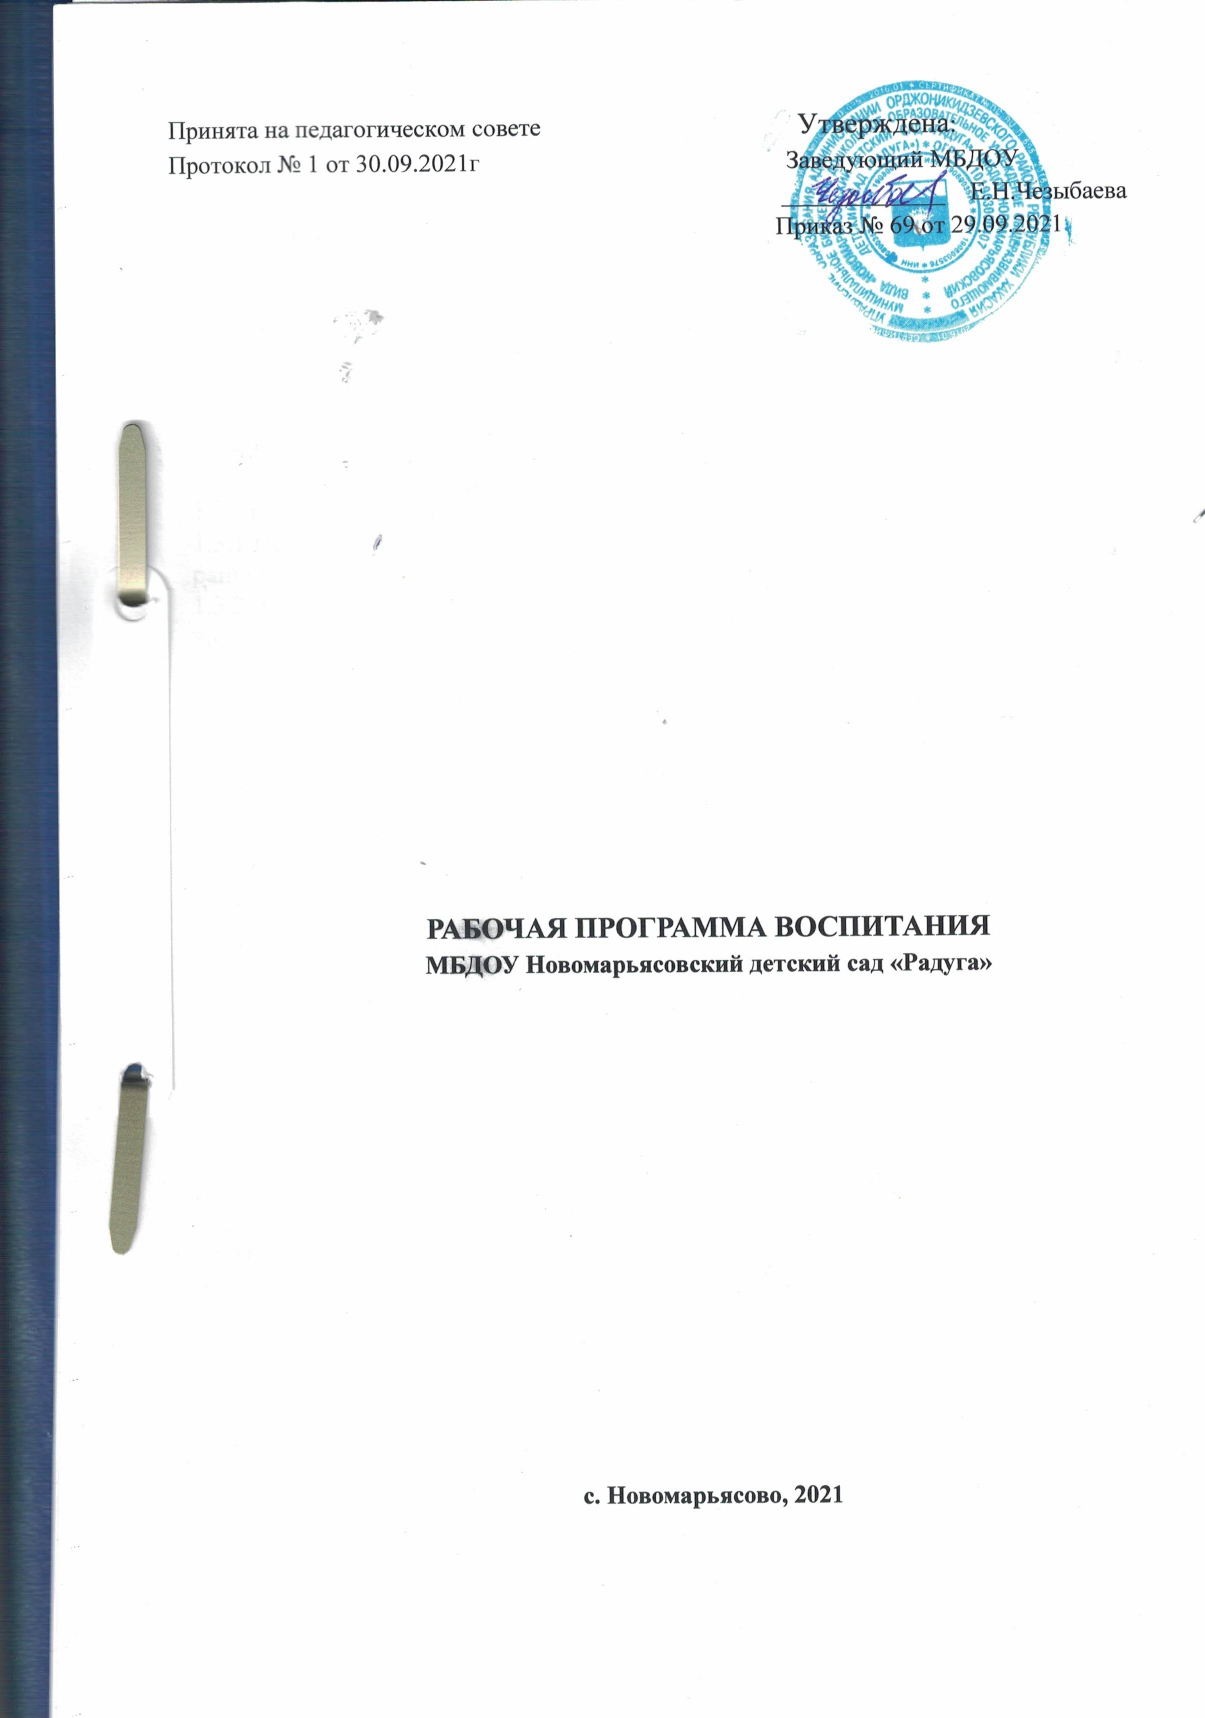 Принята на педагогическом совете
Протокол № 1 от 30.09.2021г
Утверждена.
Заведующий МБДОУ
Е.Н.Чезыбаева
Приказ № 69 от 29.09.2021
РАБОЧАЯ ПРОГРАММА ВОСПИТАНИЯ
МБДОУ Новомарьясовский детский сад «Радуга»
с. Новомарьясово, 2021